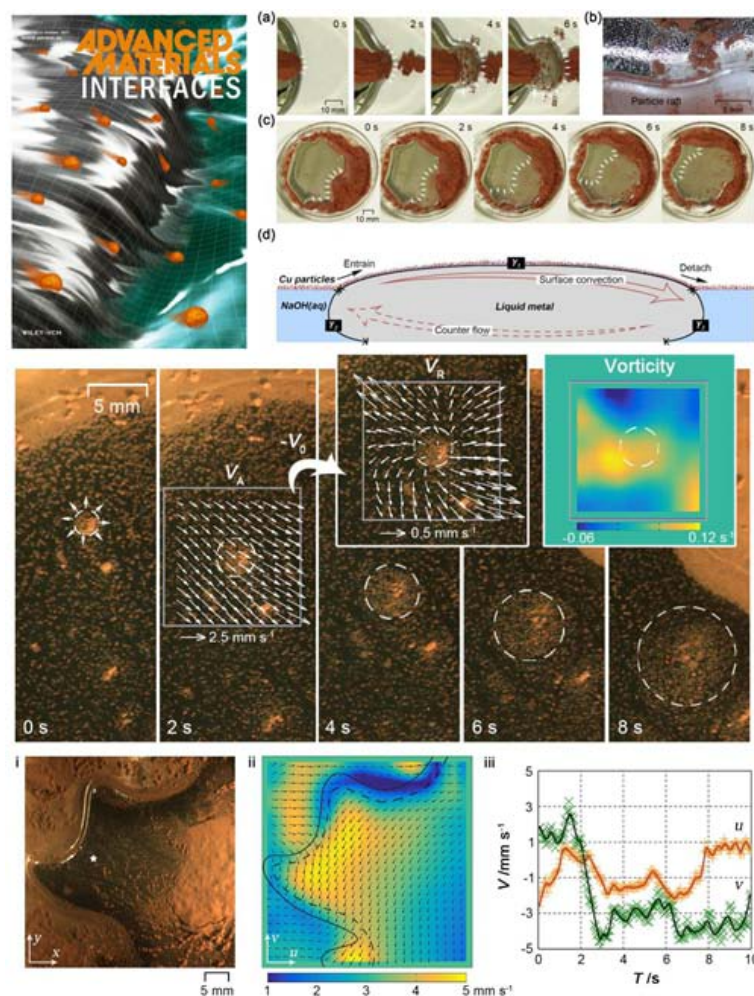 ADVANCED
MATERIALS
INTERFACES
WILEY-VCH
(a)
0 s
2 s
4 s
6 s
10 mm
(b)
Particle raft
(c)
0 s
2 s
4 s
6 s
8 s
10 mm
(d)
Entrain
Surface convection
Detach
Cu particles
NaOH(aq)
Liquid metal
Counter flow
5 mm
0 s
V_A
2.5 mm s⁻¹
2 s
-V_0
V_R
0.5 mm s⁻¹
4 s
Vorticity
-0.06
0.12 s⁻¹
6 s
8 s
i
y
x
5 mm
ii
v
u
1
2
3
4
5 mm s⁻¹
iii
V /mm s⁻¹
5
3
1
-1
-3
-5
u
v
0
2
4
6
8
10
T /s